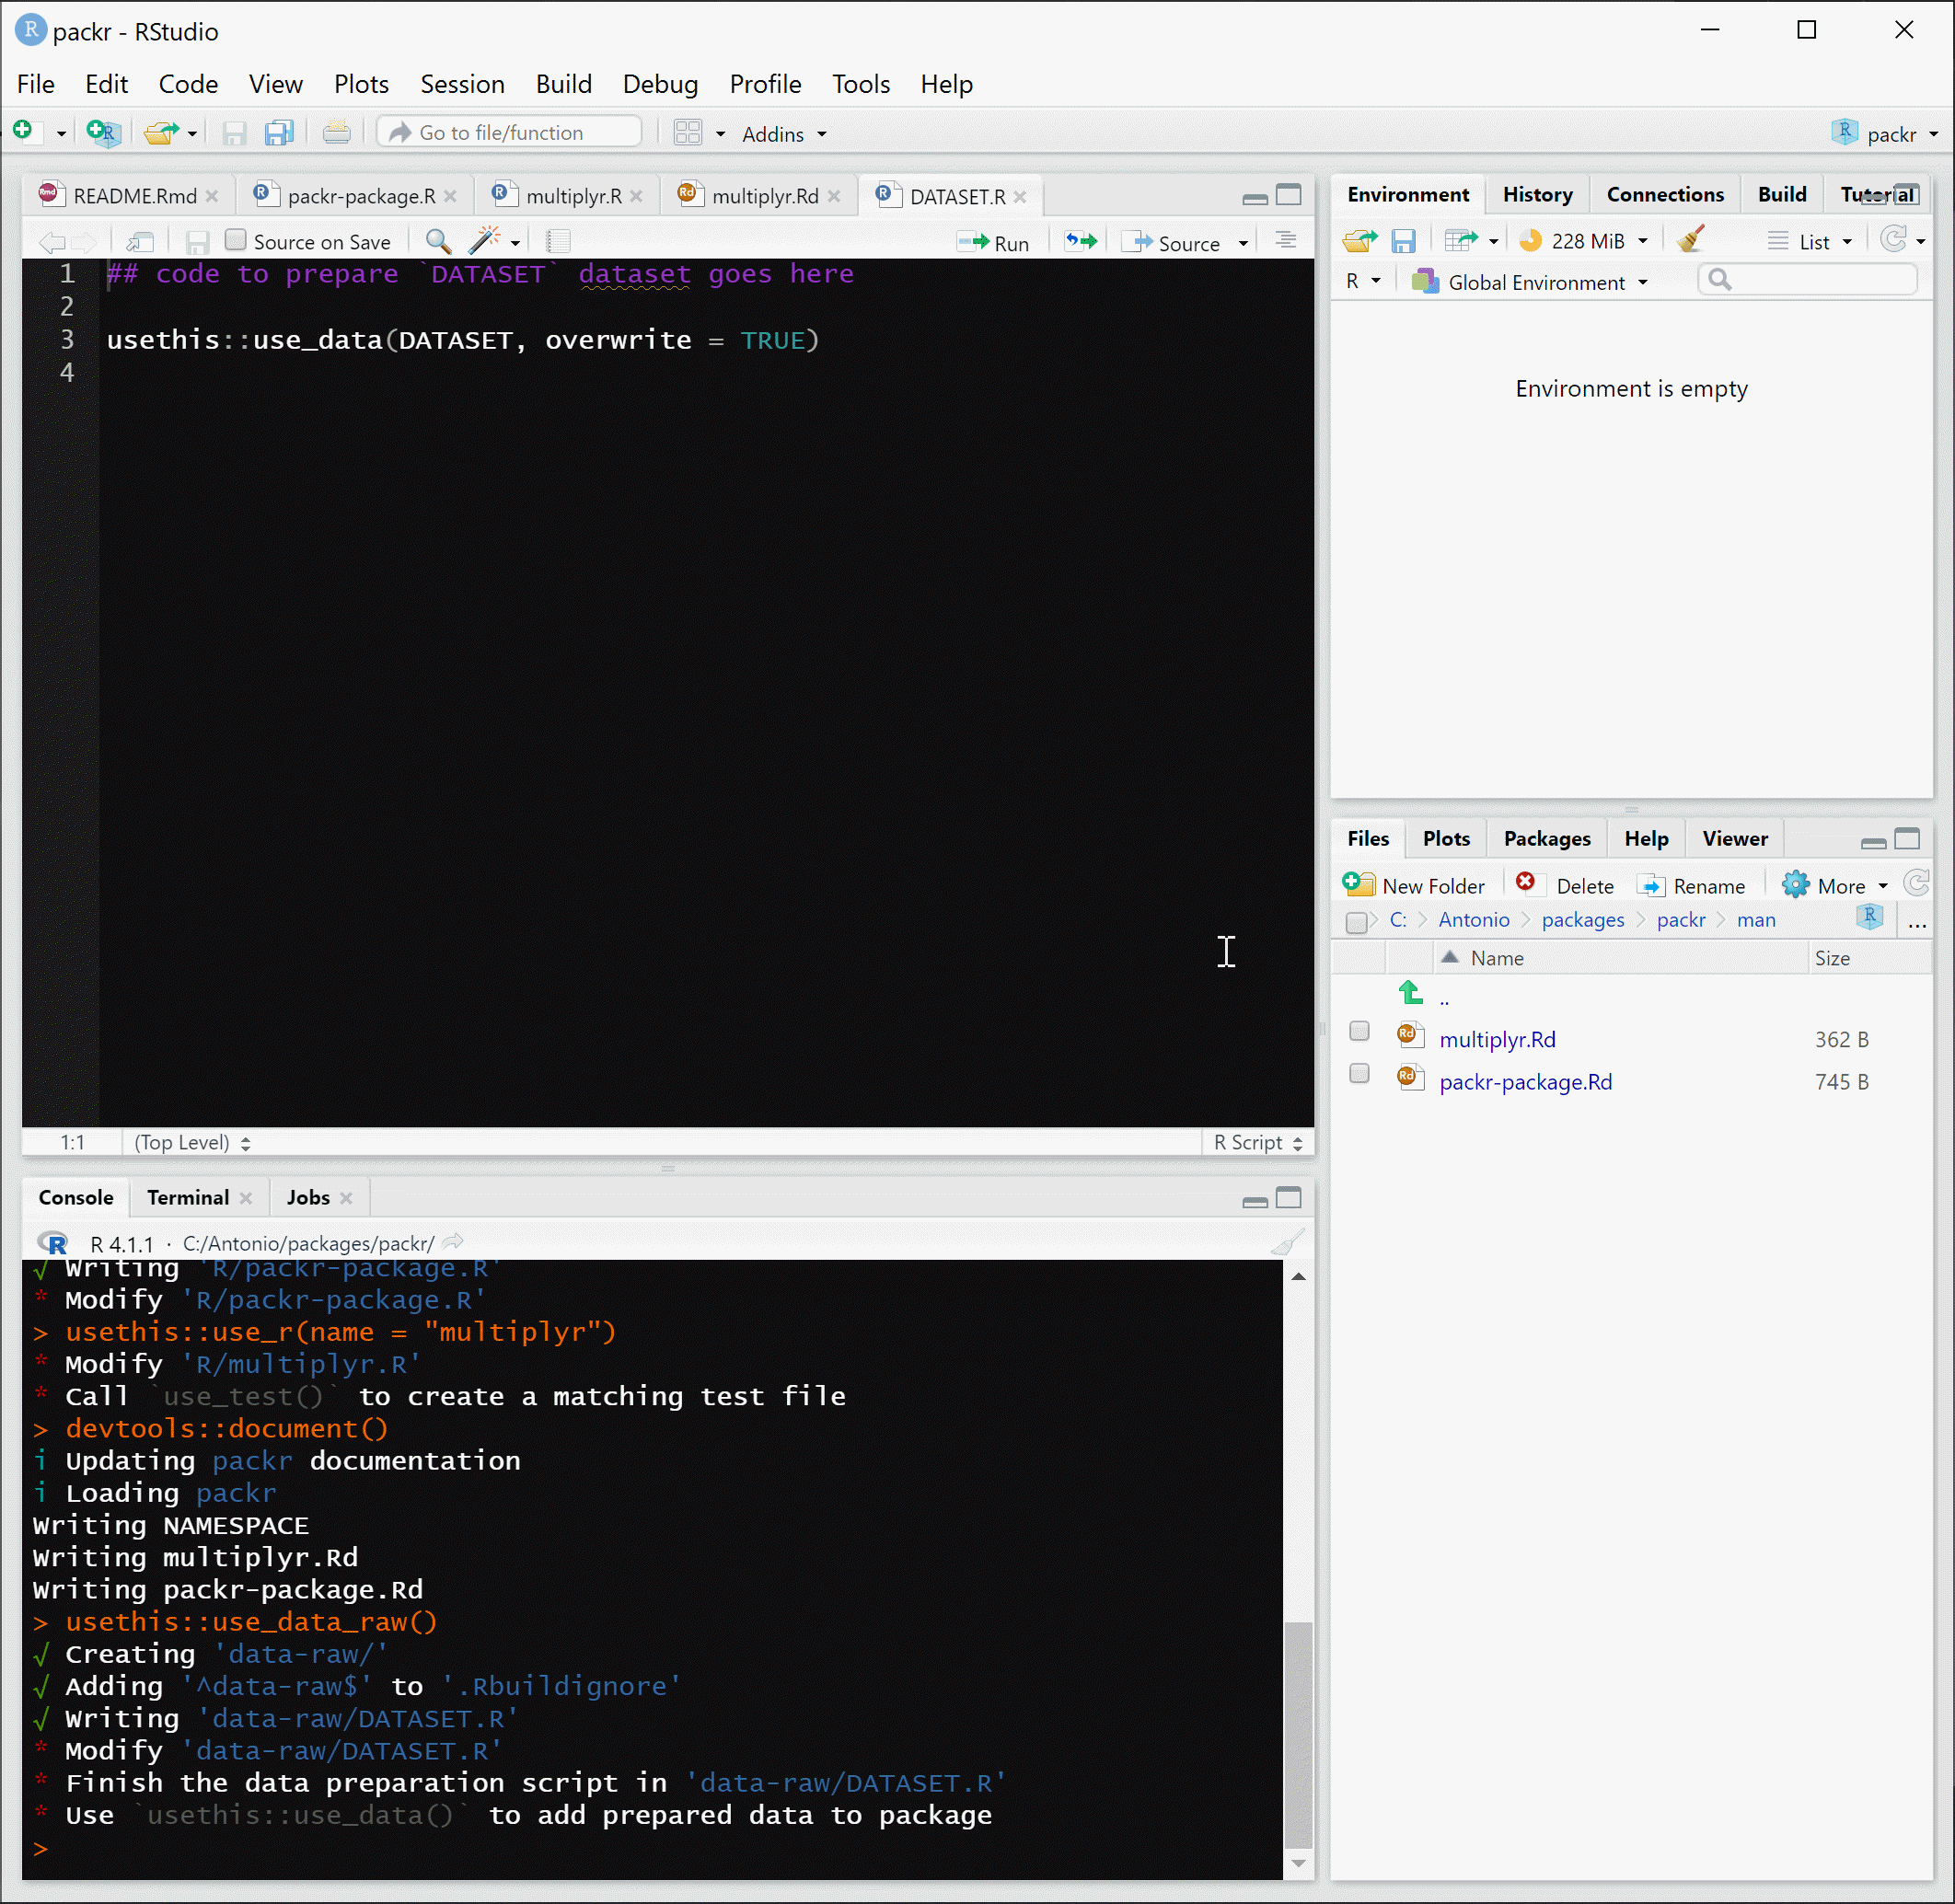 packr - RStudio
File Edit Code View Plots Session Build Debug Profile Tools Help
Go to file/function Addins packr
README.Rmd packr-package.R multiplyr.R multiplyr.Rd DATASET.R
Source on Save Run Source
1 ## code to prepare `DATASET` dataset goes here
2
3 usethis::use_data(DATASET, overwrite = TRUE)
4
1:1 (Top Level) R Script
Console Terminal Jobs
R 4.1.1 · C:/Antonio/packages/packr/
√ Writing 'R/packr-package.R'
* Modify 'R/packr-package.R'
> usethis::use_r(name = "multiplyr")
* Modify 'R/multiplyr.R'
* Call `use_test()` to create a matching test file
> devtools::document()
i Updating packr documentation
i Loading packr
Writing NAMESPACE
Writing multiplyr.Rd
Writing packr-package.Rd
> usethis::use_data_raw()
√ Creating 'data-raw/'
√ Adding '^data-raw$' to '.Rbuildignore'
√ Writing 'data-raw/DATASET.R'
* Modify 'data-raw/DATASET.R'
* Finish the data preparation script in 'data-raw/DATASET.R'
* Use `usethis::use_data()` to add prepared data to package
>
Environment History Connections Build Tutorial
228 MiB List
R Global Environment
Environment is empty
Files Plots Packages Help Viewer
New Folder Delete Rename More
C: Antonio packages packr man ...
Name Size
..
multiplyr.Rd 362 B
packr-package.Rd 745 B